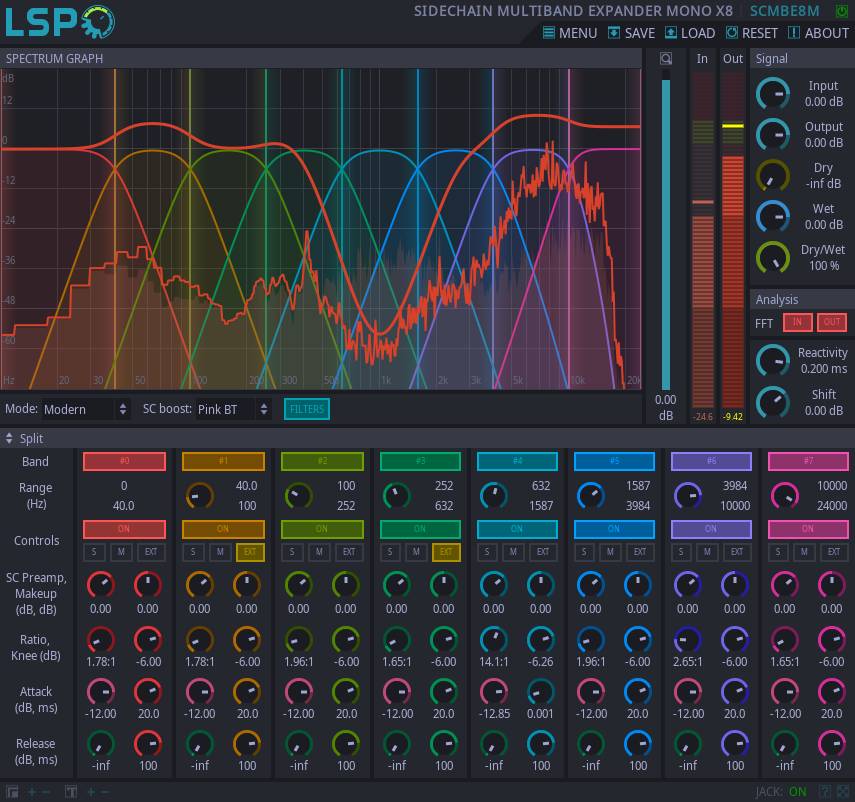 LSP
SIDECHAIN MULTIBAND EXPANDER MONO X8 SCMBE8M
MENU SAVE LOAD RESET ABOUT
SPECTRUM GRAPH In Out Signal
dB
12
0
-12
-24
-36
-48
-60
Hz 20 30 50 100 200 300 500 1k 2k 3k 5k 10k 20k
0.00
dB
-24.6 -9.42
Input
0.00 dB
Output
0.00 dB
Dry
-inf dB
Wet
0.00 dB
Dry/Wet
100 %
Analysis
FFT IN OUT
Reactivity
0.200 ms
Shift
0.00 dB
Mode: Modern SC boost: Pink BT FILTERS
Split
Band #0 #1 #2 #3 #4 #5 #6 #7
Range
(Hz)
0 40.0 100 252 632 1587 3984 10000
40.0 100 252 632 1587 3984 10000 24000
Controls
ON ON ON ON ON ON ON ON
S M EXT S M EXT S M EXT S M EXT S M EXT S M EXT S M EXT S M EXT
SC Preamp,
Makeup
(dB, dB)
0.00 0.00 0.00 0.00 0.00 0.00 0.00 0.00 0.00 0.00 0.00 0.00 0.00 0.00 0.00 0.00
Ratio,
Knee (dB)
1.78:1 -6.00 1.78:1 -6.00 1.96:1 -6.00 1.65:1 -6.00 14.1:1 -6.26 1.96:1 -6.00 2.65:1 -6.00 1.65:1 -6.00
Attack
(dB, ms)
-12.00 20.0 -12.00 20.0 -12.00 20.0 -12.00 20.0 -12.85 0.001 -12.00 20.0 -12.00 20.0 -12.00 20.0
Release
(dB, ms)
-inf 100 -inf 100 -inf 100 -inf 100 -inf 100 -inf 100 -inf 100 -inf 100
JACK: ON ?